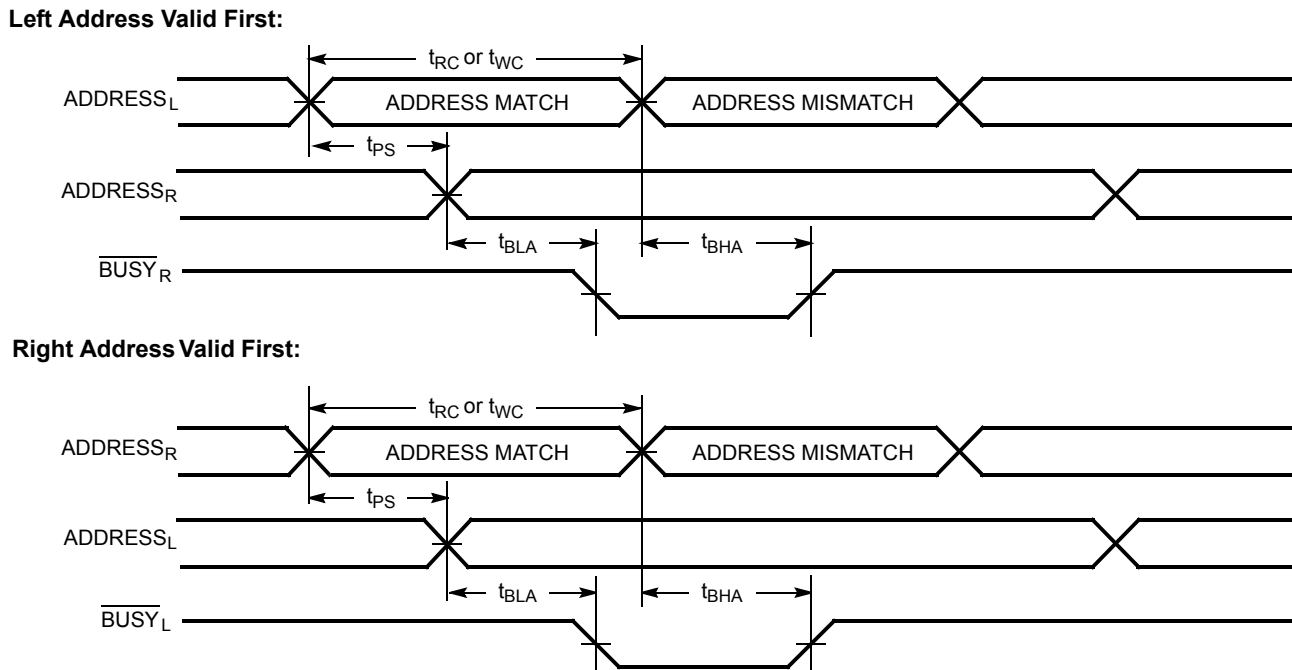 Left Address Valid First:
tRC or tWC
ADDRESSL
ADDRESS MATCH
ADDRESS MISMATCH
tPS
ADDRESSR
tBLA
tBHA
BUSYR
Right Address Valid First:
tRC or tWC
ADDRESSR
ADDRESS MATCH
ADDRESS MISMATCH
tPS
ADDRESSL
tBLA
tBHA
BUSYL